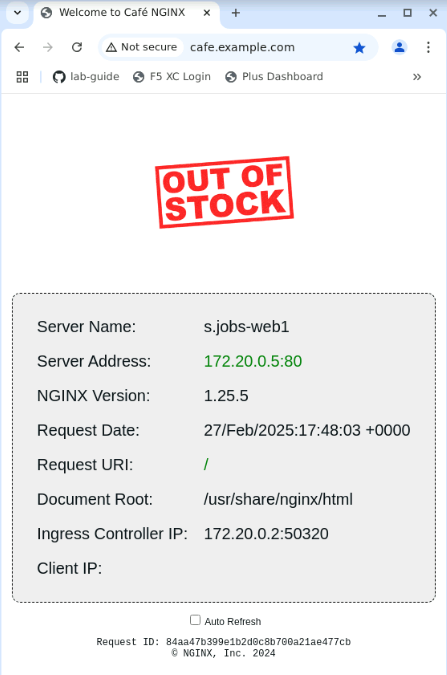 Welcome to Café NGINX
Not secure cafe.example.com
lab-guide F5 XC Login Plus Dashboard »
OUT OF
STOCK
Server Name: s.jobs-web1
Server Address: 172.20.0.5:80
NGINX Version: 1.25.5
Request Date: 27/Feb/2025:17:48:03 +0000
Request URI: /
Document Root: /usr/share/nginx/html
Ingress Controller IP: 172.20.0.2:50320
Client IP:
Auto Refresh
Request ID: 84aa47b399e1b2d0c8b700a21ae477cb
© NGINX, Inc. 2024